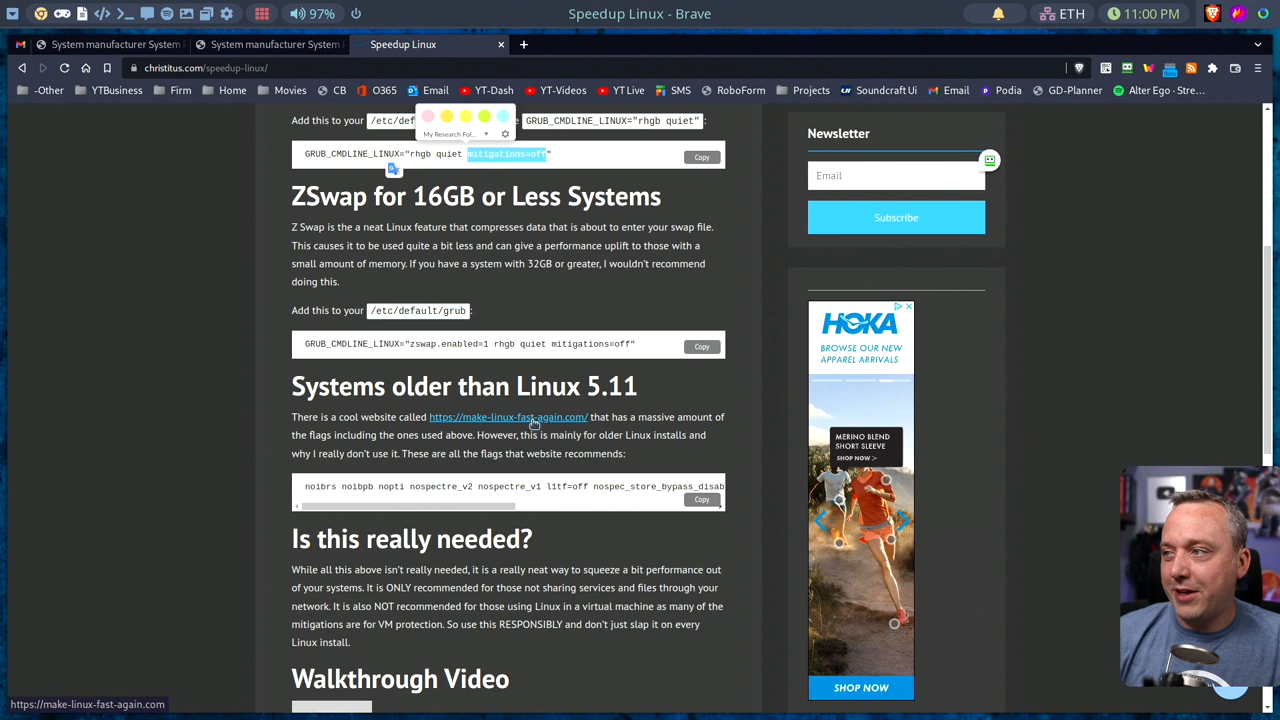 97%
Speedup Linux - Brave
ETH
11:00 PM
System manufacturer System
System manufacturer System
Speedup Linux
christitus.com/speedup-linux/
-Other
YTBusiness
Firm
Home
Movies
CB
O365
Email
YT-Dash
YT-Videos
YT Live
SMS
RoboForm
Projects
Soundcraft Ui
Email
Podia
GD-Planner
Alter Ego - Stre...
My Research Fol...
Add this to your /etc/def GRUB_CMDLINE_LINUX="rhgb quiet":
GRUB_CMDLINE_LINUX="rhgb quiet mitigations=off"
Copy
ZSwap for 16GB or Less Systems
Z Swap is the a neat Linux feature that compresses data that is about to enter your swap file.
This causes it to be used quite a bit less and can give a performance uplift to those with a
small amount of memory. If you have a system with 32GB or greater, I wouldn't recommend
doing this.
Add this to your /etc/default/grub:
GRUB_CMDLINE_LINUX="zswap.enabled=1 rhgb quiet mitigations=off"
Copy
Systems older than Linux 5.11
There is a cool website called https://make-linux-fast-again.com/ that has a massive amount of
the flags including the ones used above. However, this is mainly for older Linux installs and
why I really don't use it. These are all the flags that website recommends:
noibrs noibpb nopti nospectre_v2 nospectre_v1 l1tf=off nospec_store_bypass_disab
Copy
Is this really needed?
While all this above isn't really needed, it is a really neat way to squeeze a bit performance out
of your systems. It is ONLY recommended for those not sharing services and files through your
network. It is also NOT recommended for those using Linux in a virtual machine as many of the
mitigations are for VM protection. So use this RESPONSIBLY and don't just slap it on every
Linux install.
Walkthrough Video
Newsletter
Email
Subscribe
HOKA
BROWSE OUR NEW
APPAREL ARRIVALS
MERINO BLEND
SHORT SLEEVE
SHOP NOW >
SHOP NOW
https://make-linux-fast-again.com